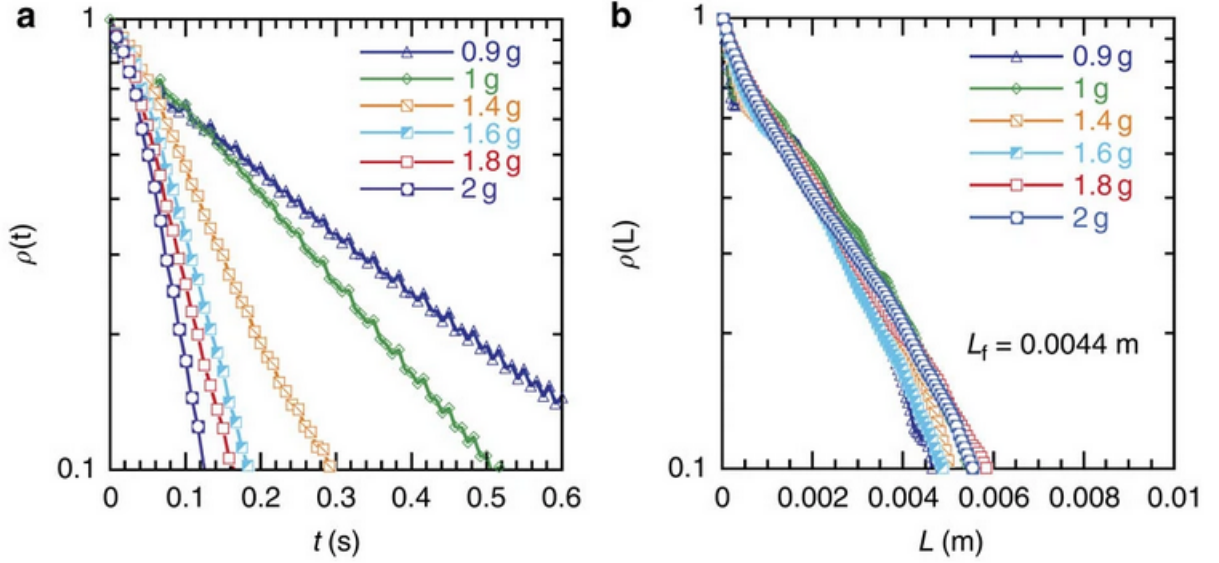 a
1
0.9 g
1 g
1.4 g
1.6 g
1.8 g
2 g
ρ(t)
0.1
0 0.1 0.2 0.3 0.4 0.5 0.6
t (s)
b
1
0.9 g
1 g
1.4 g
1.6 g
1.8 g
2 g
ρ(L)
Lf = 0.0044 m
0.1
0 0.002 0.004 0.006 0.008 0.01
L (m)